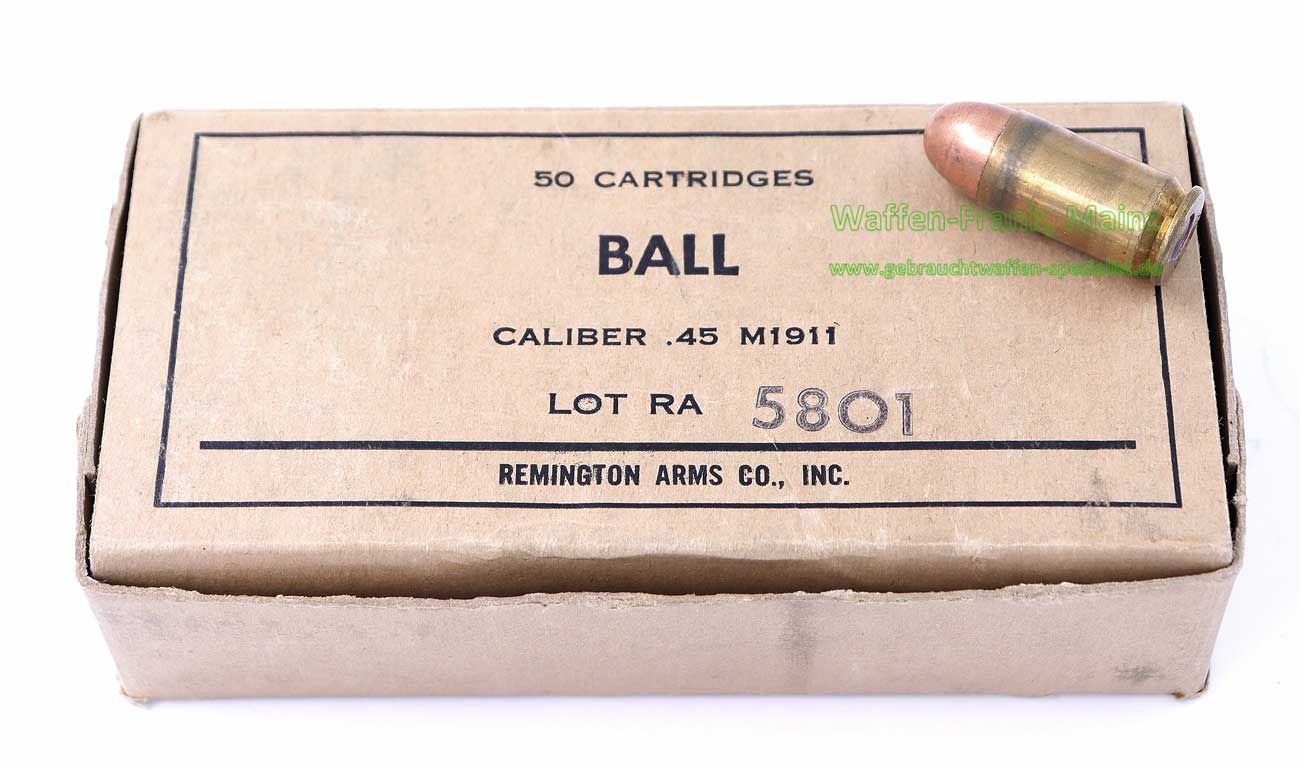 50 CARTRIDGES
Waffen-Frank, Mainz
BALL
www.gebrauchtwaffen-spezialist.de
CALIBER .45 M1911
LOT RA 5801
REMINGTON ARMS CO., INC.